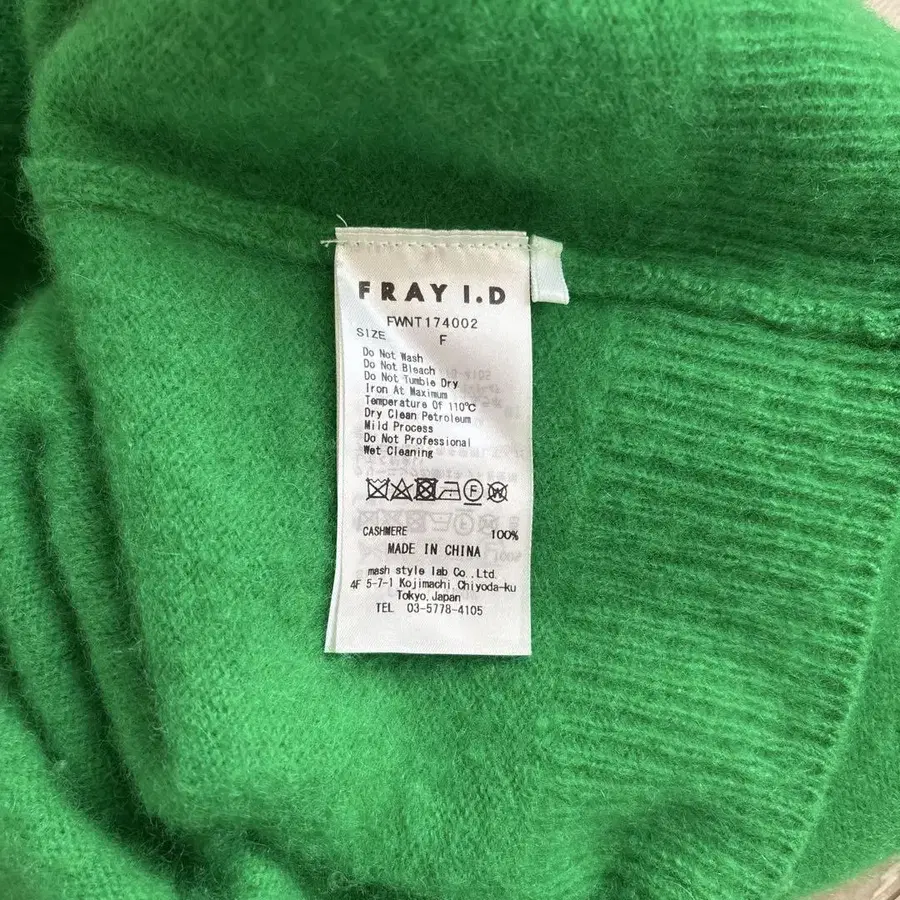 FRAY I.D
FWNT174002
SIZE F
Do Not Wash
Do Not Bleach
Do Not Tumble Dry
Iron At Maximum
Temperature Of 110℃
Dry Clean Petroleum
Mild Process
Do Not Professional
Wet Cleaning
F W
CASHMERE 100%
MADE IN CHINA
mash style lab Co.,Ltd.
4F 5-7-1 Kojimachi,Chiyoda-ku
Tokyo,Japan
TEL 03-5778-4105